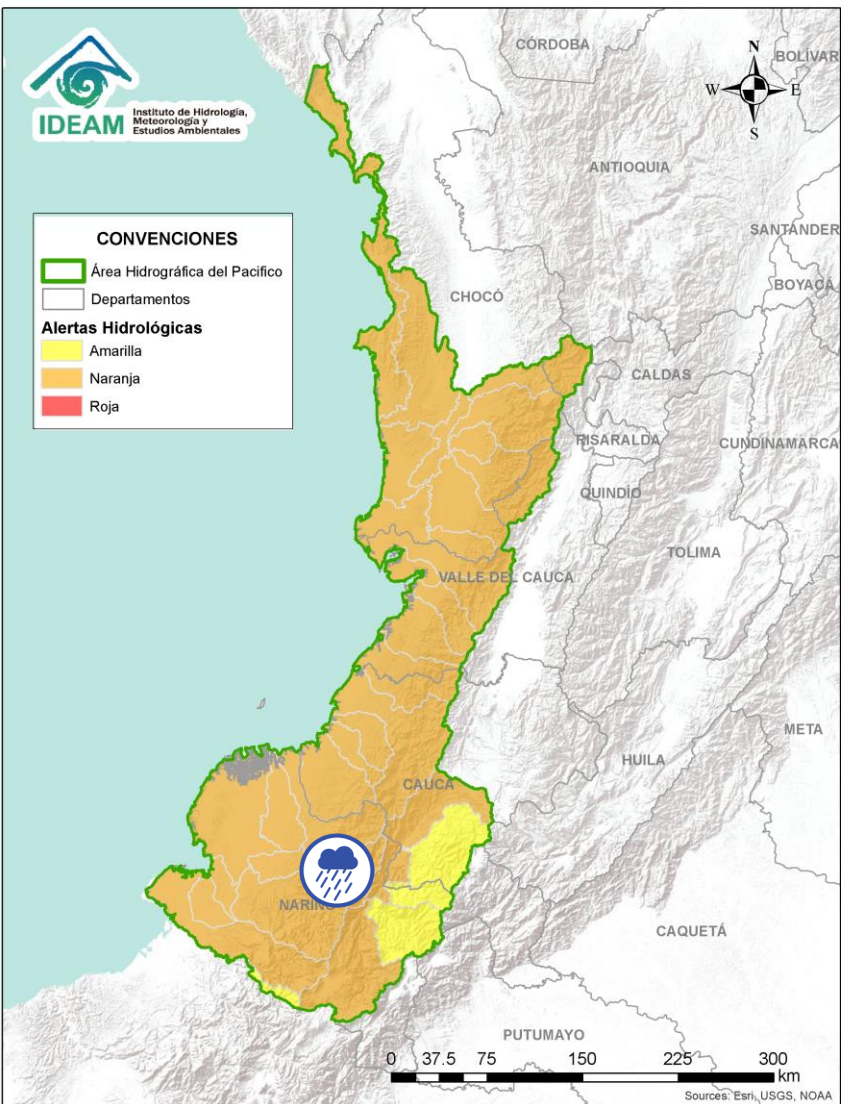 IDEAM
Instituto de Hidrología,
Meteorología y
Estudios Ambientales
CÓRDOBA
BOLÍVAR
N
W
E
S
ANTIOQUIA
SANTANDER
BOYACÁ
CONVENCIONES
Área Hidrográfica del Pacifico
Departamentos
Alertas Hidrológicas
Amarilla
Naranja
Roja
CHOCÓ
CALDAS
RISARALDA
CUNDINAMARCA
QUINDÍO
TOLIMA
VALLE DEL CAUCA
META
HUILA
CAUCA
NARIÑO
CAQUETÁ
PUTUMAYO
0 37.5 75 150 225 300
km
Sources: Esri, USGS, NOAA